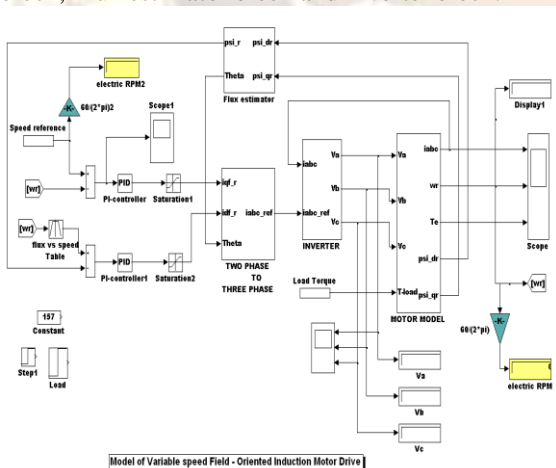 psi_r
psi_dr
Theta
psi_qr
Flux estimator
electric RPM2
-K-
60/(2*pi)2
Scope1
Speed reference
[wr]
PID
PI-controller
Saturation1
[wr]
flux vs speed
Table
PID
PI-controller1
Saturation2
iqf_r
idf_r
iabc_ref
Theta
TWO PHASE
TO
THREE PHASE
iabc
Va
Vb
iabc_ref
Vc
INVERTER
Va
iabc
wr
Vb
Te
Vc
psi_dr
T-load
psi_qr
MOTOR MODEL
Load Torque
Display1
Scope
[wr]
-K-
60/(2*pi)
electric RPM
157
Constant
Step1
Load
Va
Vb
Vc
Model of Variable speed Field - Oriented Induction Motor Drive